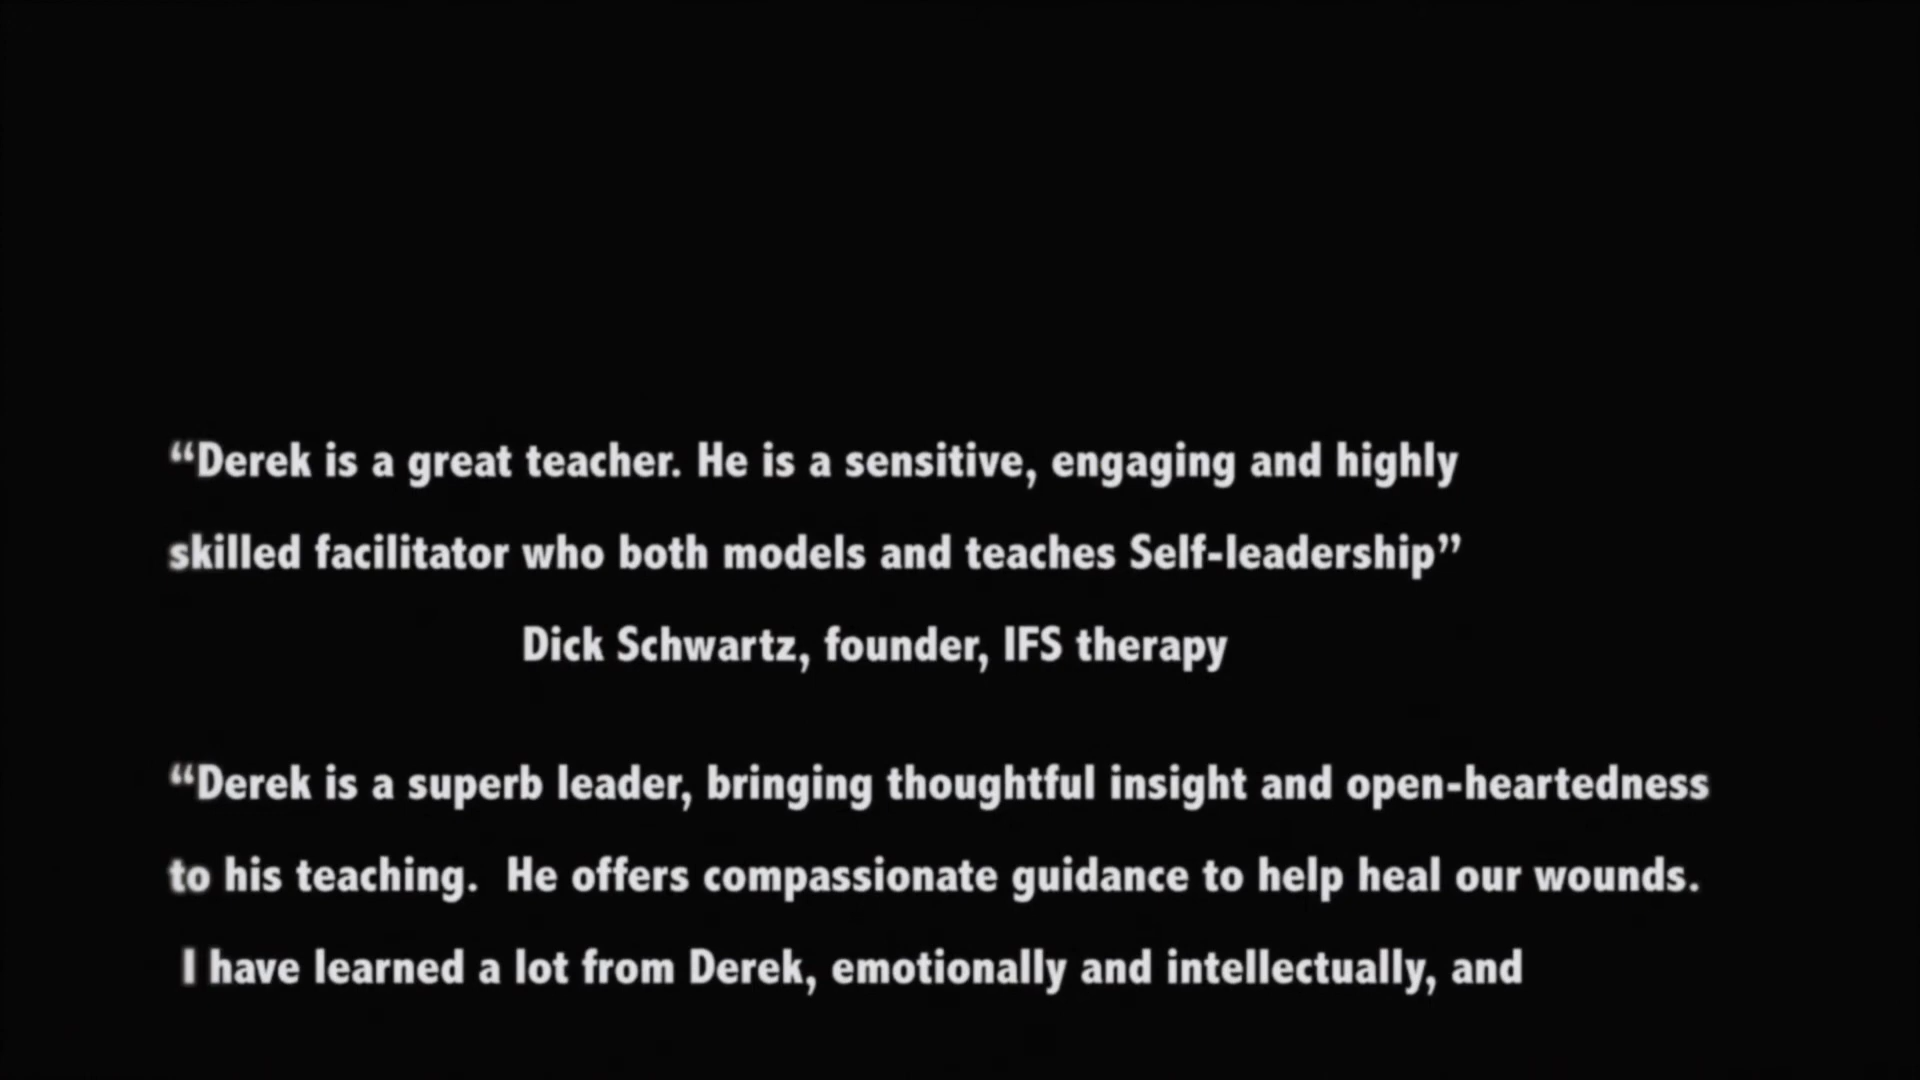 “Derek is a great teacher. He is a sensitive, engaging and highly
skilled facilitator who both models and teaches Self-leadership”
Dick Schwartz, founder, IFS therapy
“Derek is a superb leader, bringing thoughtful insight and open-heartedness
to his teaching.  He offers compassionate guidance to help heal our wounds.
I have learned a lot from Derek, emotionally and intellectually, and